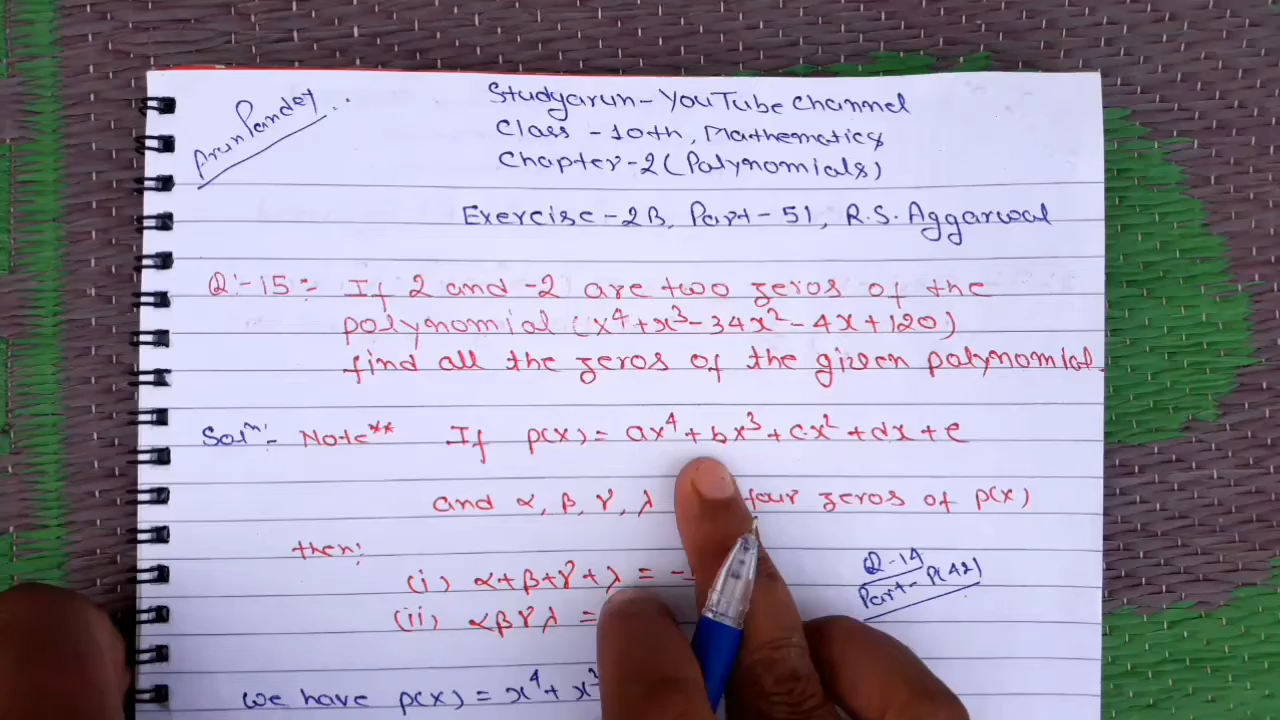 Arun Pandey...
Studyarun - YouTube channel
Class - 10th, Mathematics
Chapter - 2 (Polynomials)
Exercise - 2B, Part - 51, R.S. Aggarwal
Q:-15:- If 2 and -2 are two zeros of the
polynomial (x⁴+x³-34x²-4x+120)
find all the zeros of the given polynomial.
Solⁿ:- Note** If p(x) = ax⁴+bx³+cx²+dx+e
and α, β, γ, λ four zeros of p(x)
then:
(i) α+β+γ+λ = -
(ii) αβγλ =
Q-14
Part-P(42)
we have p(x) = x⁴+x³